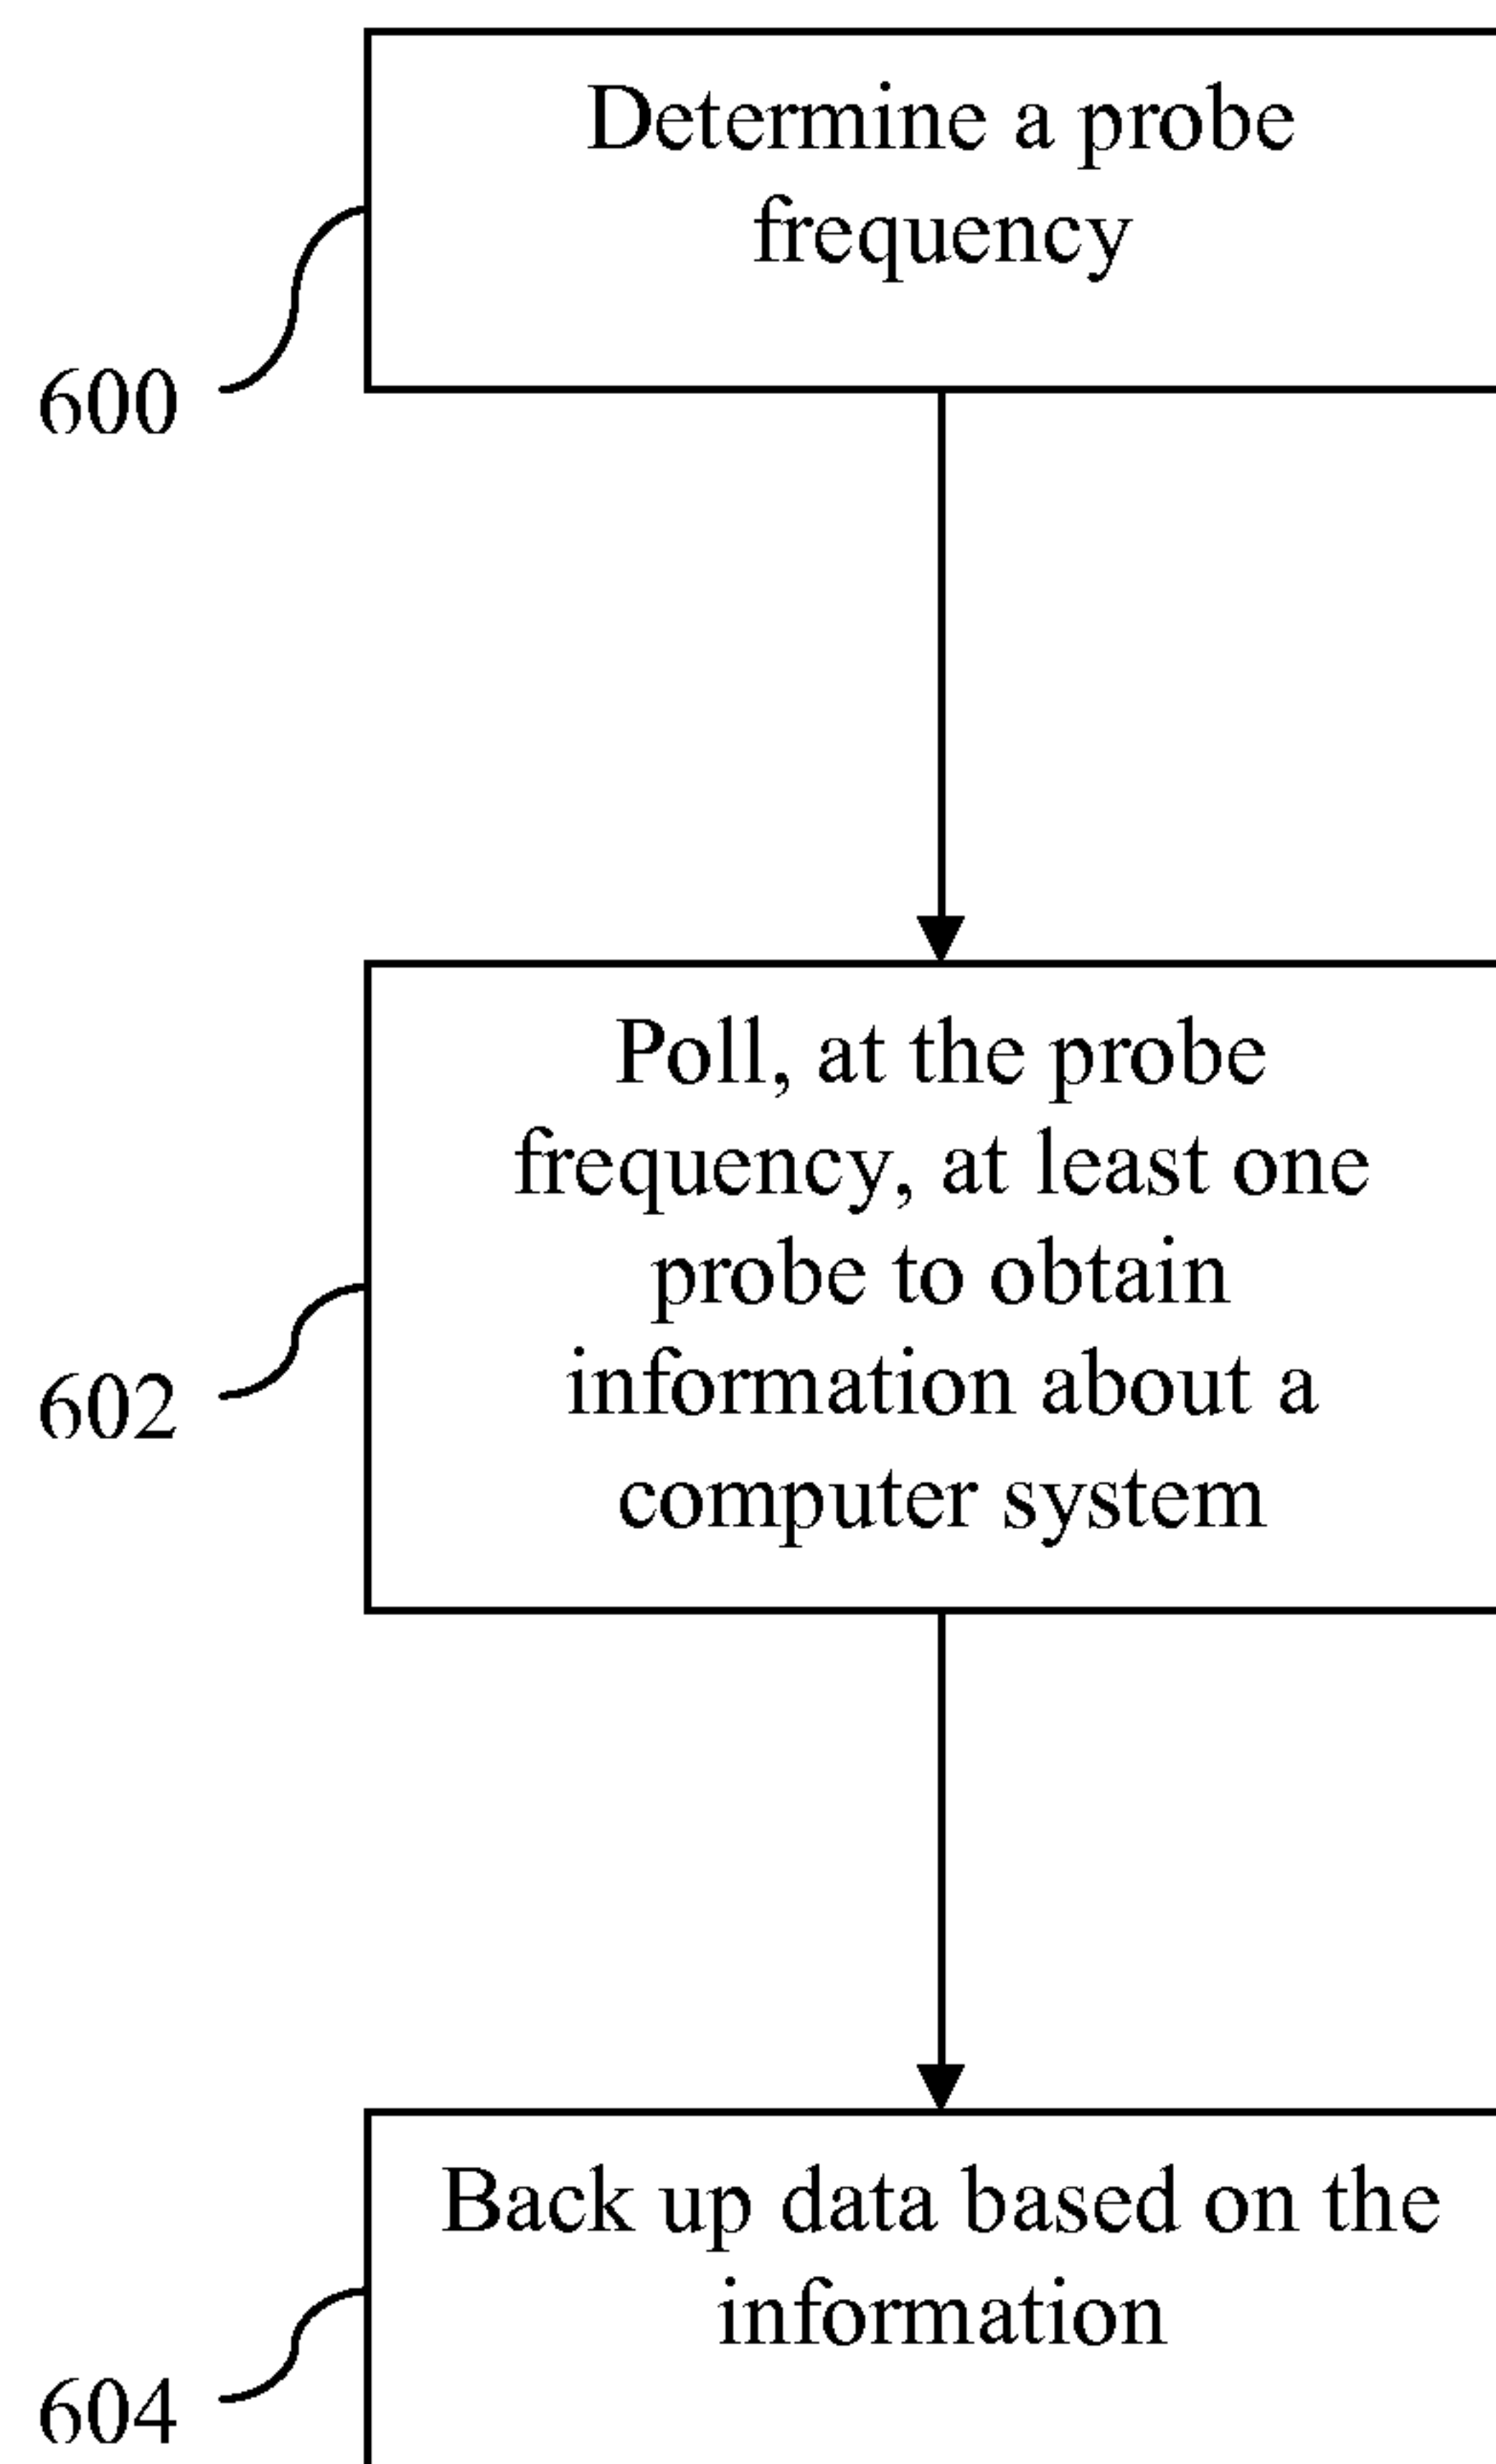 Determine a probe
frequency
600
Poll, at the probe
frequency, at least one
probe to obtain
information about a
computer system
602
Back up data based on the
information
604